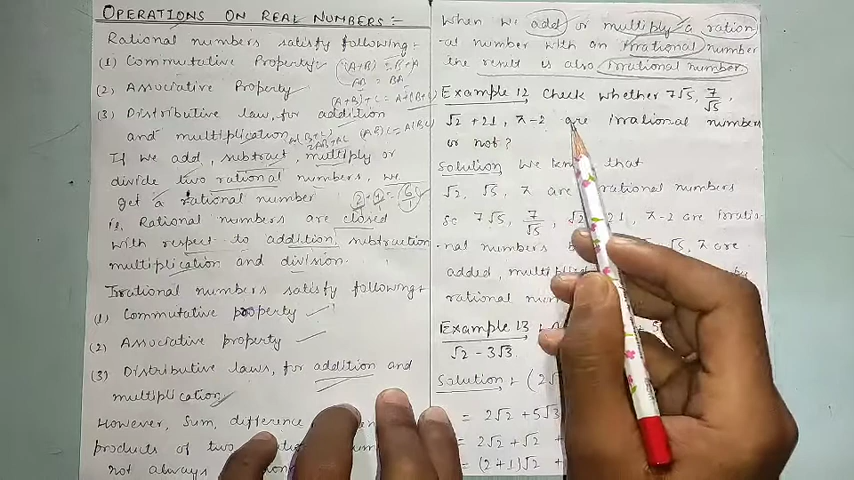 OPERATIONS ON REAL NUMBERS :-
Rational numbers satisfy following :-
(1) Commutative Property :-
A+B = B+A
AB = BA
(2) Associative Property
(A+B)+C = A+(B+C)
(3) Distributive law, for addition
and multiplication
(AB)C = A(BC)
If we add, subtract, multiply or
divide two rational numbers, we
get a rational number
ie, Rational numbers are closed
with respect to addition, subtraction
multiplication and division.
Irrational numbers satisfy following :-
(1) Commutative property
(2) Associative property
(3) Distributive laws, for addition and
multiplication
However, Sum, difference
products of two
not always
When we add or multiply a ration
-al number with an irrational number
the result is also irrational number
Example 12 Check whether 7√5, 7/√5,
√2 + 21, π-2 are irrational numbers
or not?
Solution We that
√2, √5, π are rational numbers
so 7√5, 7/√5, √2 21, π-2 are irrati-
-nal numbers √5, π are
added, by
rational
Example 13 :
√2 - 3√3.
Solution :- (2√
= 2√2 + 5√3
= 2√2 + √2
= (2+1)√2 +